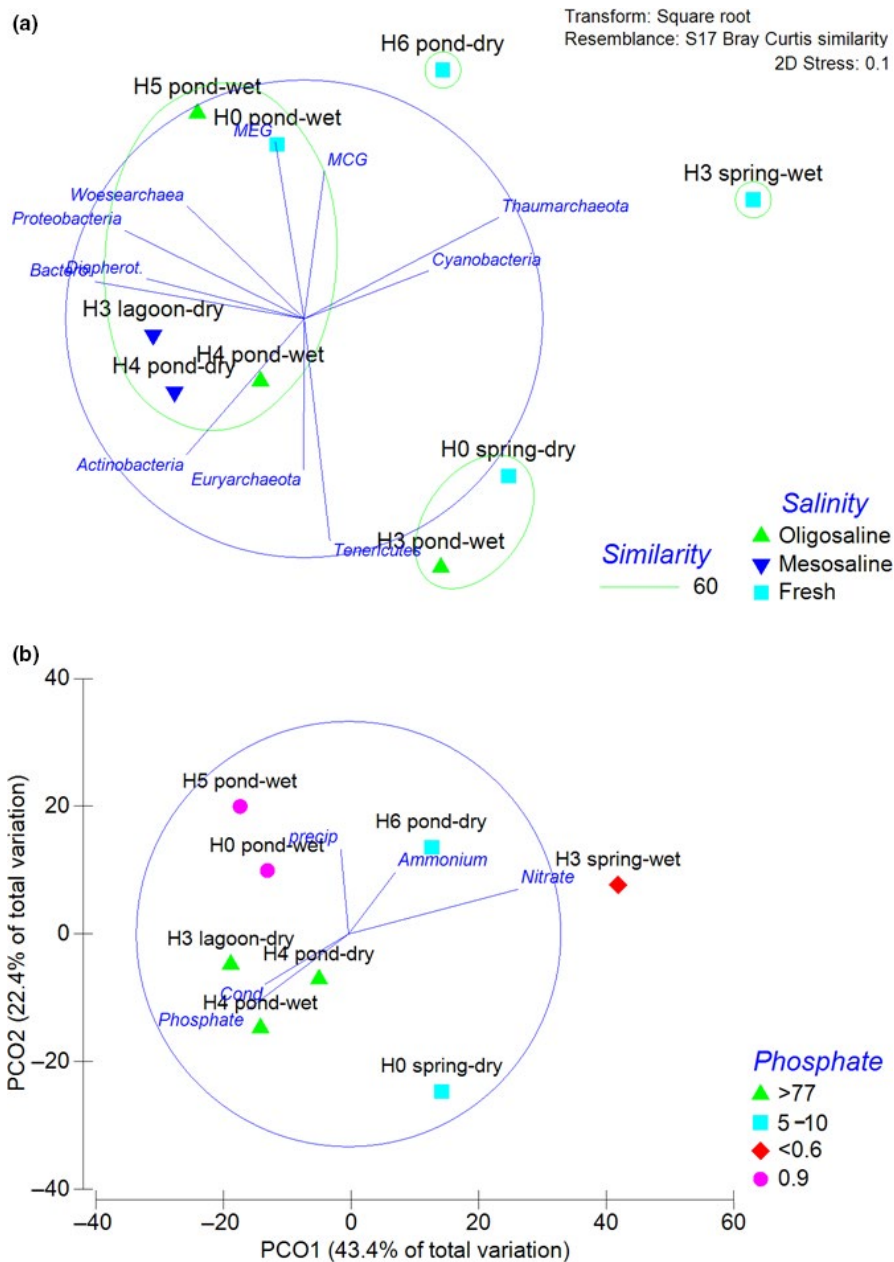 (a)
Transform: Square root
Resemblance: S17 Bray Curtis similarity
2D Stress: 0.1
H6 pond-dry
H5 pond-wet
H0 pond-wet
MEG
MCG
H3 spring-wet
Woesearchaea
Thaumarchaeota
Proteobacteria
Cyanobacteria
Bactero.
Diapherot.
H3 lagoon-dry
H4 pond-wet
H4 pond-dry
H0 spring-dry
Actinobacteria
Euryarchaeota
Salinity
Oligosaline
H3 pond-wet
Tenericutes
Similarity
Mesosaline
60
Fresh
(b)
40
H5 pond-wet
20
H6 pond-dry
H0 pond-wet
precip
Ammonium
H3 spring-wet
Nitrate
0
H3 lagoon-dry
H4 pond-dry
Cond
H4 pond-wet
Phosphate
–20
H0 spring-dry
Phosphate
>77
5–10
<0.6
–40
0.9
PCO2 (22.4% of total variation)
–40 –20 0 20 40 60
PCO1 (43.4% of total variation)